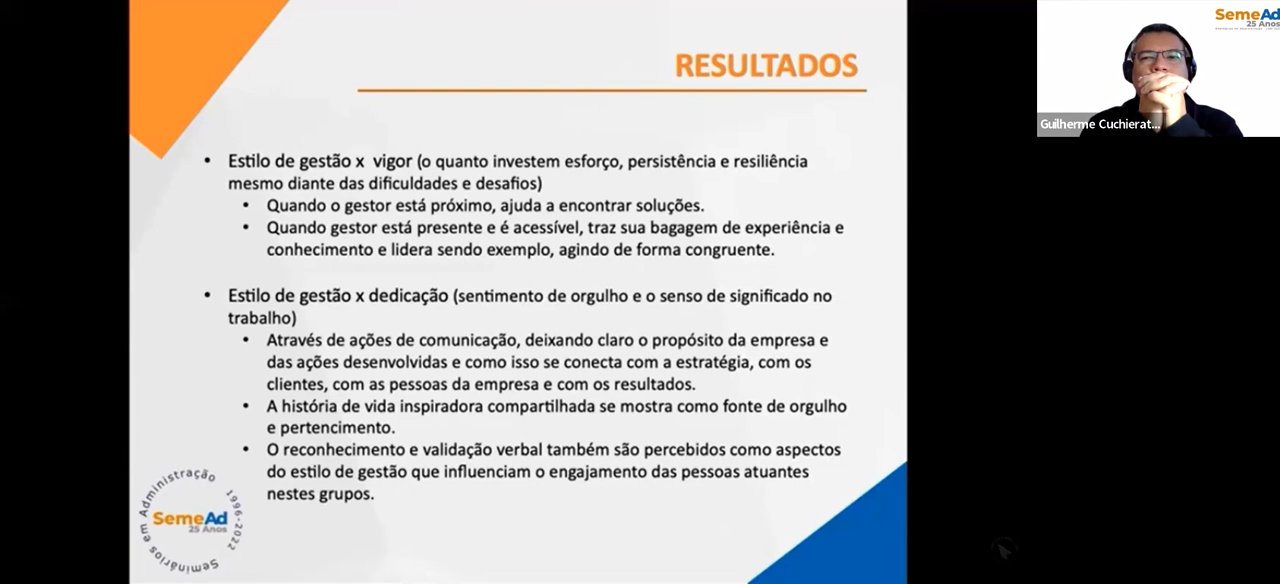 RESULTADOS
• Estilo de gestão x vigor (o quanto investem esforço, persistência e resiliência
mesmo diante das dificuldades e desafios)
• Quando o gestor está próximo, ajuda a encontrar soluções.
• Quando gestor está presente e é acessível, traz sua bagagem de experiência e
conhecimento e lidera sendo exemplo, agindo de forma congruente.
• Estilo de gestão x dedicação (sentimento de orgulho e o senso de significado no
trabalho)
• Através de ações de comunicação, deixando claro o propósito da empresa e
das ações desenvolvidas e como isso se conecta com a estratégia, com os
clientes, com as pessoas da empresa e com os resultados.
• A história de vida inspiradora compartilhada se mostra como fonte de orgulho
e pertencimento.
• O reconhecimento e validação verbal também são percebidos como aspectos
do estilo de gestão que influenciam o engajamento das pessoas atuantes
nestes grupos.
Seminários em Administração 1996-2022
SemeAd
25 Anos
SemeAd
25 Anos
Guilherme Cuchierat...